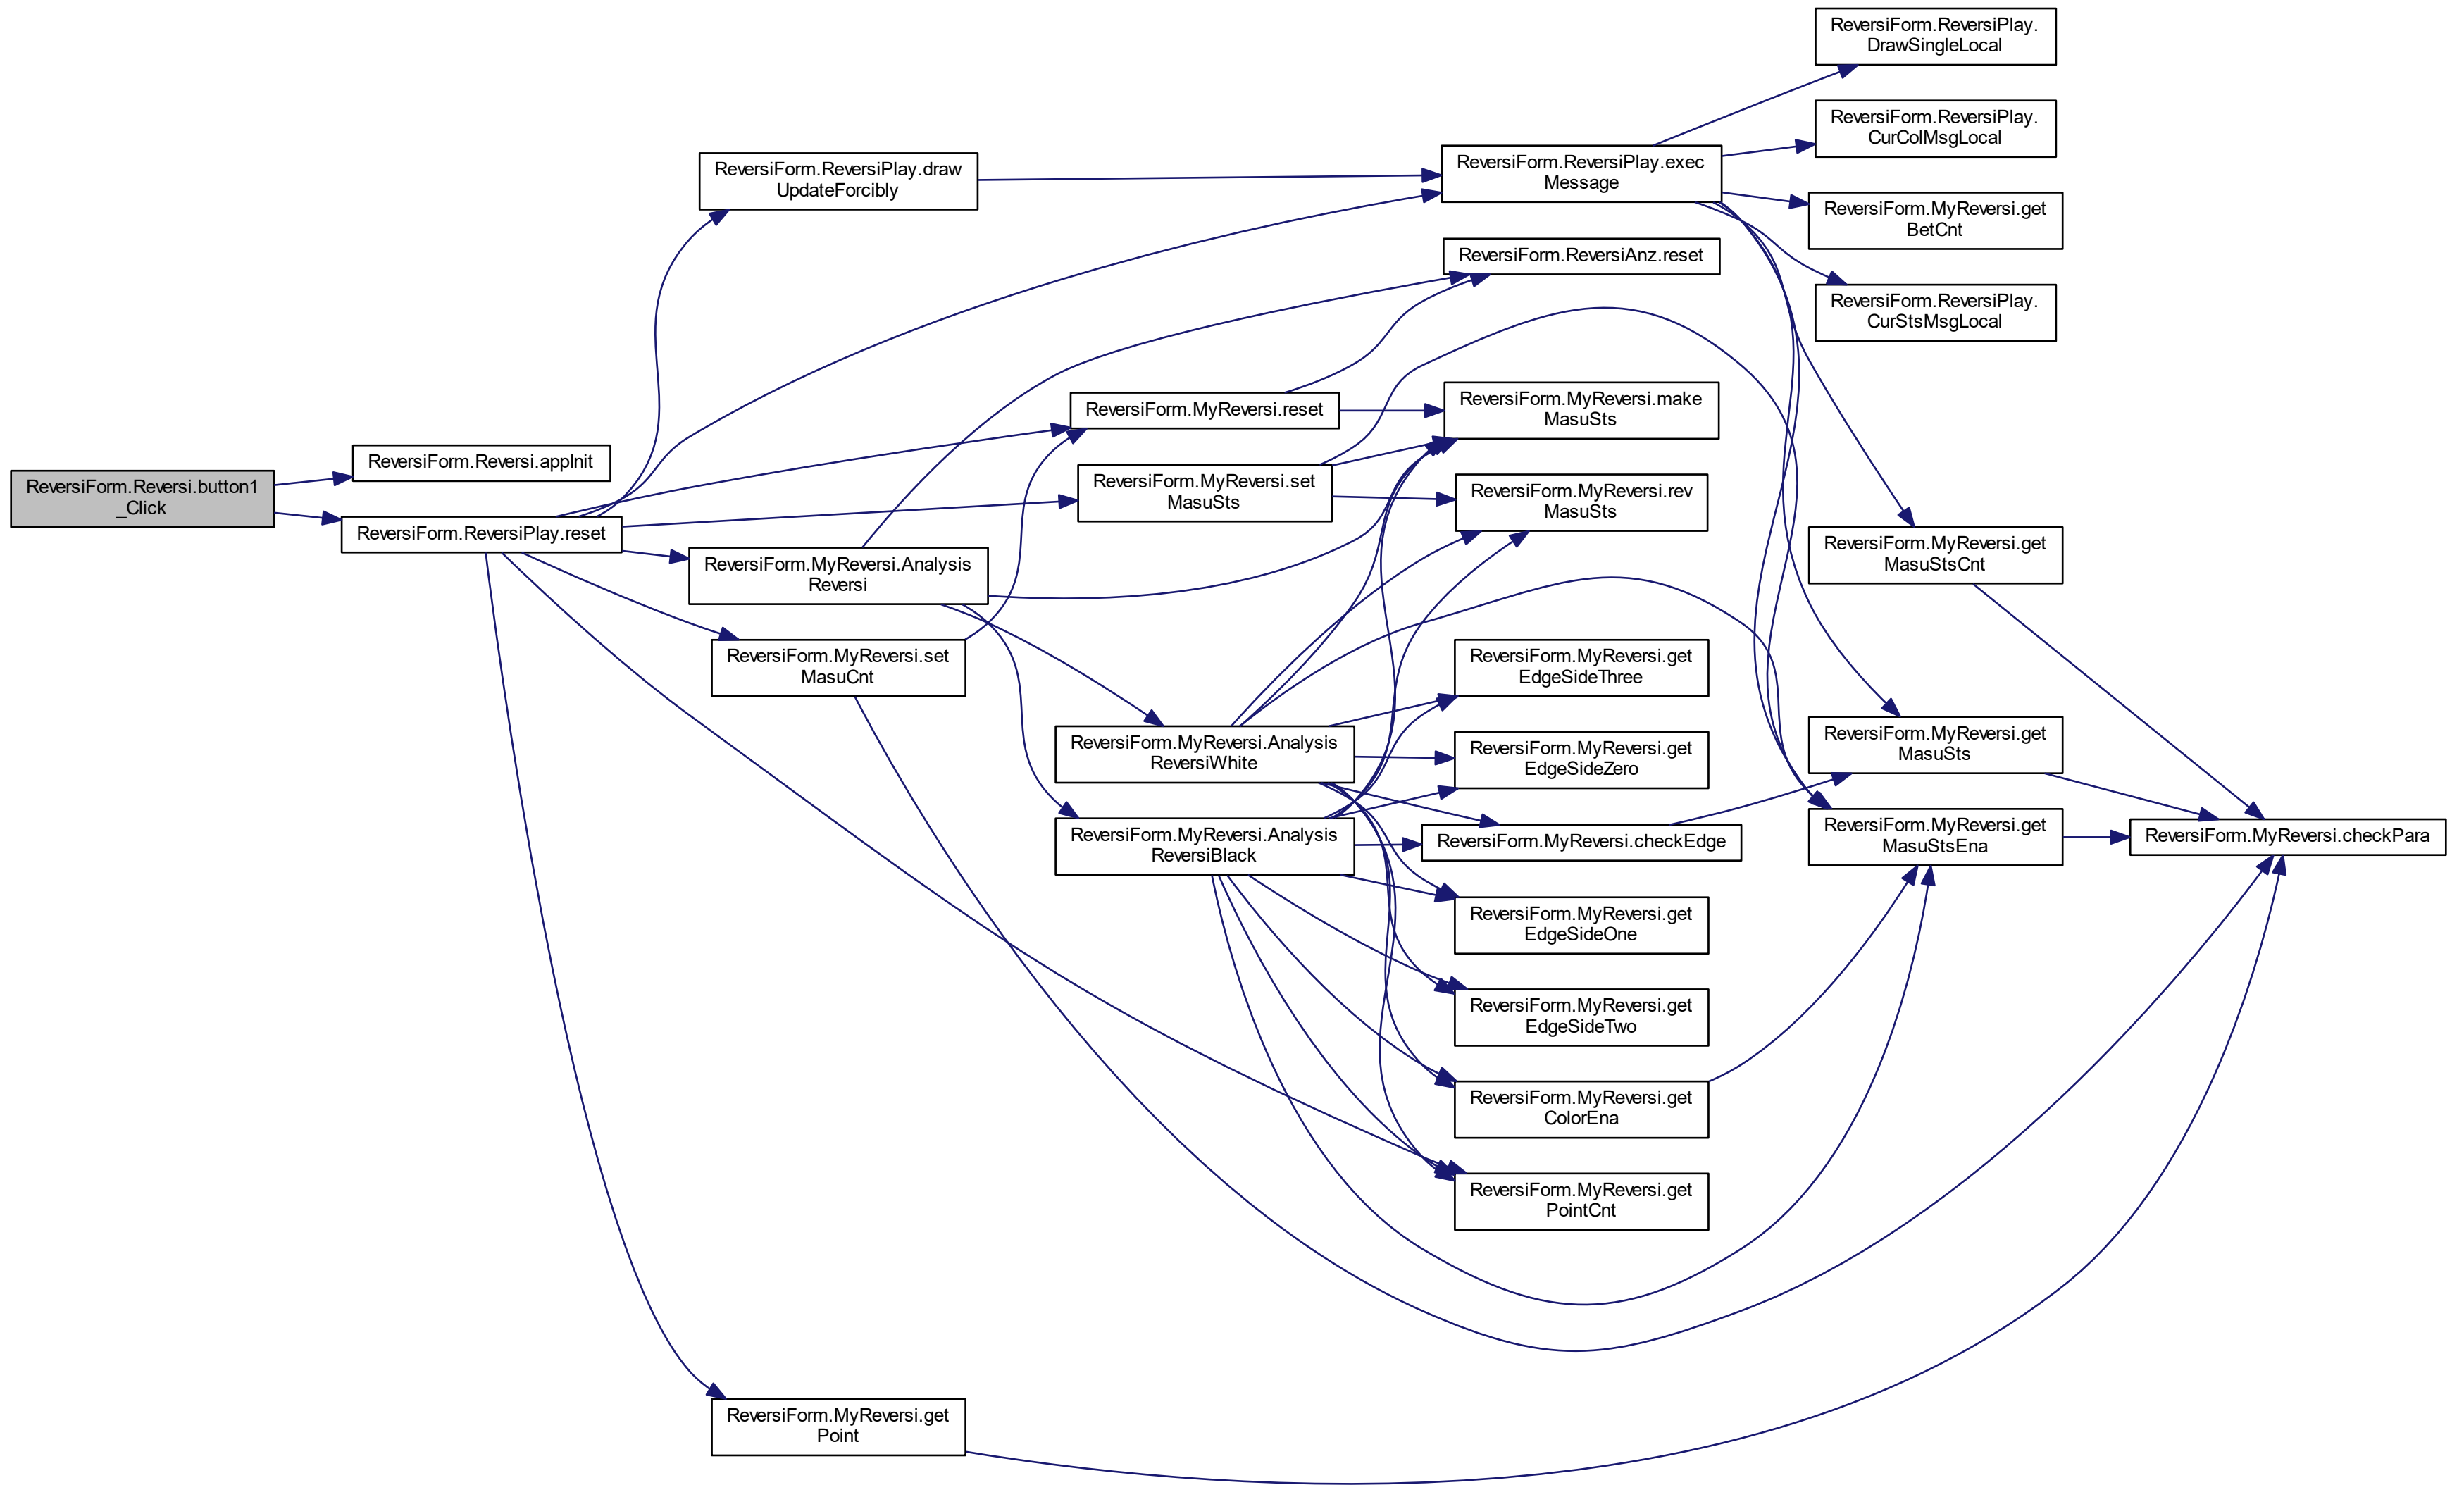 ReversiForm.Reversi.button1
_Click
ReversiForm.Reversi.appInit
ReversiForm.ReversiPlay.reset
ReversiForm.ReversiPlay.draw
UpdateForcibly
ReversiForm.MyReversi.Analysis
Reversi
ReversiForm.MyReversi.set
MasuCnt
ReversiForm.MyReversi.get
Point
ReversiForm.MyReversi.reset
ReversiForm.MyReversi.set
MasuSts
ReversiForm.MyReversi.Analysis
ReversiWhite
ReversiForm.MyReversi.Analysis
ReversiBlack
ReversiForm.ReversiPlay.exec
Message
ReversiForm.ReversiAnz.reset
ReversiForm.MyReversi.make
MasuSts
ReversiForm.MyReversi.rev
MasuSts
ReversiForm.MyReversi.get
EdgeSideThree
ReversiForm.MyReversi.get
EdgeSideZero
ReversiForm.MyReversi.checkEdge
ReversiForm.MyReversi.get
EdgeSideOne
ReversiForm.MyReversi.get
EdgeSideTwo
ReversiForm.MyReversi.get
ColorEna
ReversiForm.MyReversi.get
PointCnt
ReversiForm.ReversiPlay.
DrawSingleLocal
ReversiForm.ReversiPlay.
CurColMsgLocal
ReversiForm.MyReversi.get
BetCnt
ReversiForm.ReversiPlay.
CurStsMsgLocal
ReversiForm.MyReversi.get
MasuStsCnt
ReversiForm.MyReversi.get
MasuSts
ReversiForm.MyReversi.get
MasuStsEna
ReversiForm.MyReversi.checkPara